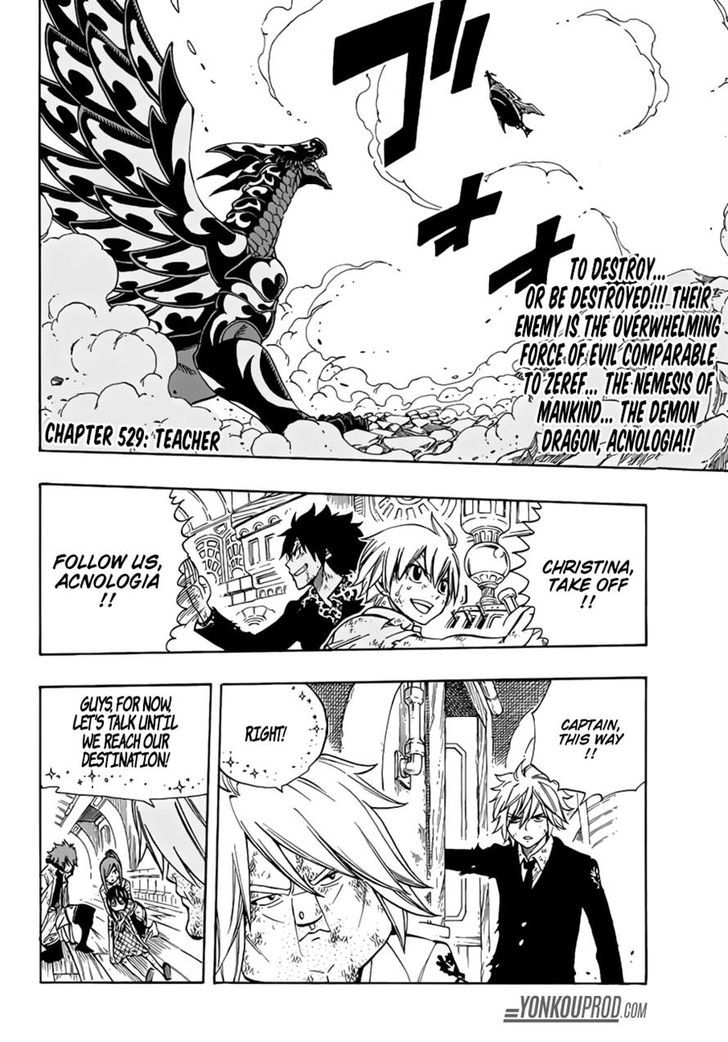 ゴオオ
TO DESTROY...
OR BE DESTROYED!!! THEIR
ENEMY IS THE OVERWHELMING
FORCE OF EVIL COMPARABLE
TO ZEREF... THE NEMESIS OF
MANKIND... THE DEMON
DRAGON, ACNOLOGIA!!
CHAPTER 529: TEACHER
CHRISTINA,
TAKE OFF
!!
FOLLOW US,
ACNOLOGIA
!!
CAPTAIN,
THIS WAY
!!
RIGHT!
GUYS, FOR NOW,
LET'S TALK UNTIL
WE REACH OUR
DESTINATION!
YONKOUPROD.COM